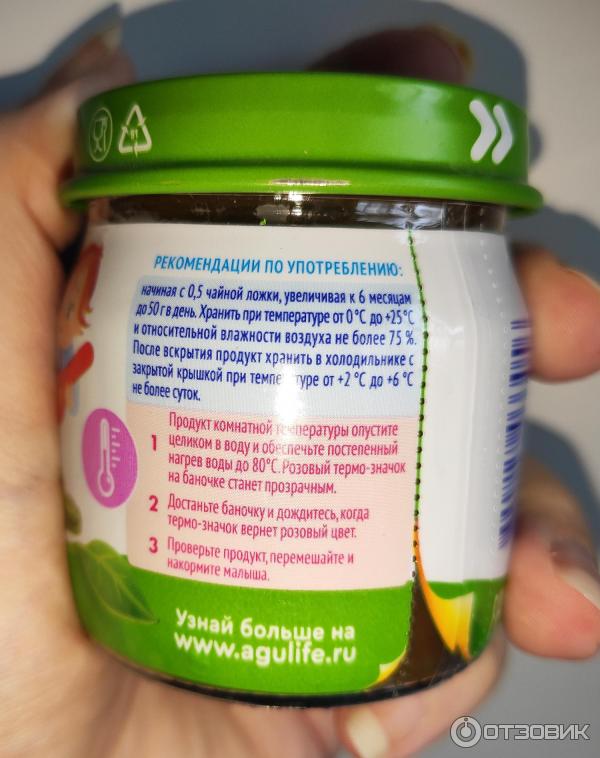 РЕКОМЕНДАЦИИ ПО УПОТРЕБЛЕНИЮ:
начиная с 0,5 чайной ложки, увеличивая к 6 месяцам
до 50 г в день. Хранить при температуре от 0 °C до +25 °C
и относительной влажности воздуха не более 75 %.
После вскрытия продукт хранить в холодильнике с
закрытой крышкой при температуре от +2 °C до +6 °C
не более суток.
1 Продукт комнатной температуры опустите
целиком в воду и обеспечьте постепенный
нагрев воды до 80°C. Розовый термо-значок
на баночке станет прозрачным.
2 Достаньте баночку и дождитесь, когда
термо-значок вернет розовый цвет.
3 Проверьте продукт, перемешайте и
накормите малыша.
Узнай больше на
www.agulife.ru
ОТЗОВИК